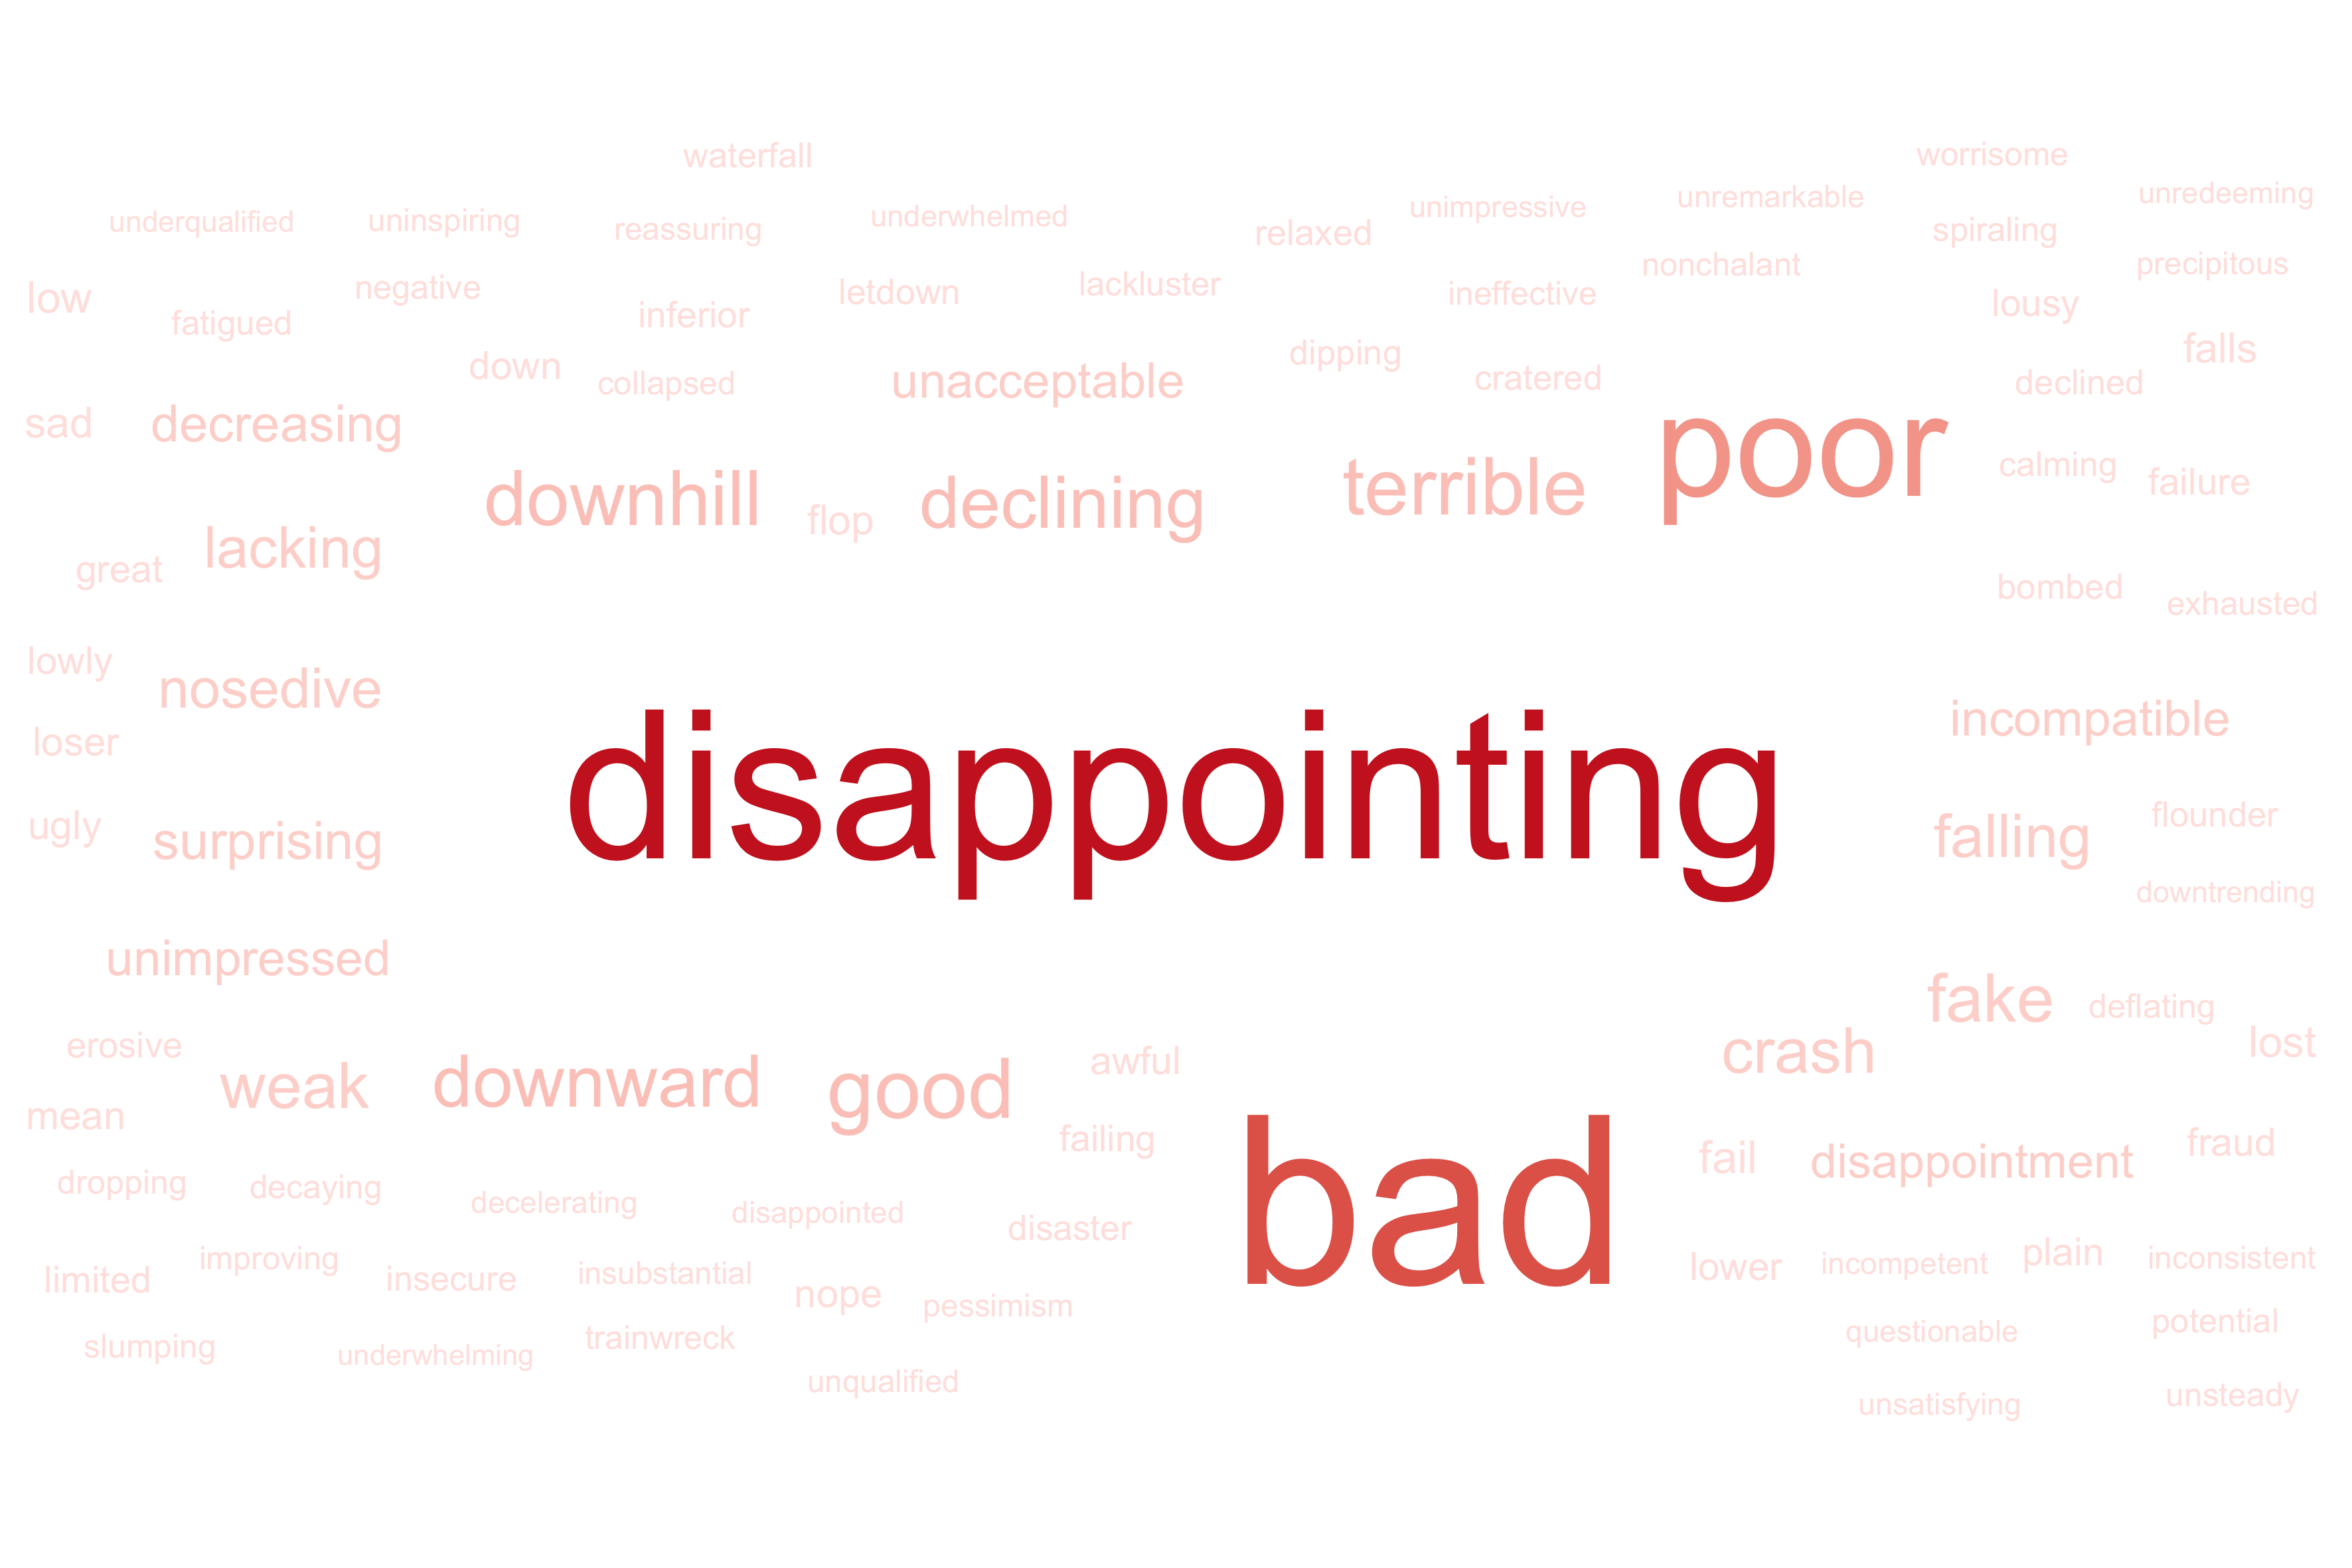 waterfall
worrisome
underqualified
uninspiring
reassuring
underwhelmed
relaxed
unimpressive
unremarkable
spiraling
unredeeming
low
fatigued
negative
inferior
letdown
lackluster
ineffective
nonchalant
lousy
precipitous
falls
sad
decreasing
down
collapsed
unacceptable
dipping
cratered
poor
declined
downhill
flop
declining
terrible
calming
failure
great
lacking
bombed
exhausted
lowly
nosedive
loser
disappointing
incompatible
ugly
surprising
falling
flounder
downtrending
unimpressed
fake
deflating
erosive
weak
downward
good
awful
crash
lost
mean
failing
bad
fail
disappointment
fraud
dropping
decaying
decelerating
disappointed
disaster
limited
improving
insecure
insubstantial
nope
pessimism
lower
incompetent
plain
inconsistent
slumping
underwhelming
trainwreck
unqualified
questionable
potential
unsatisfying
unsteady